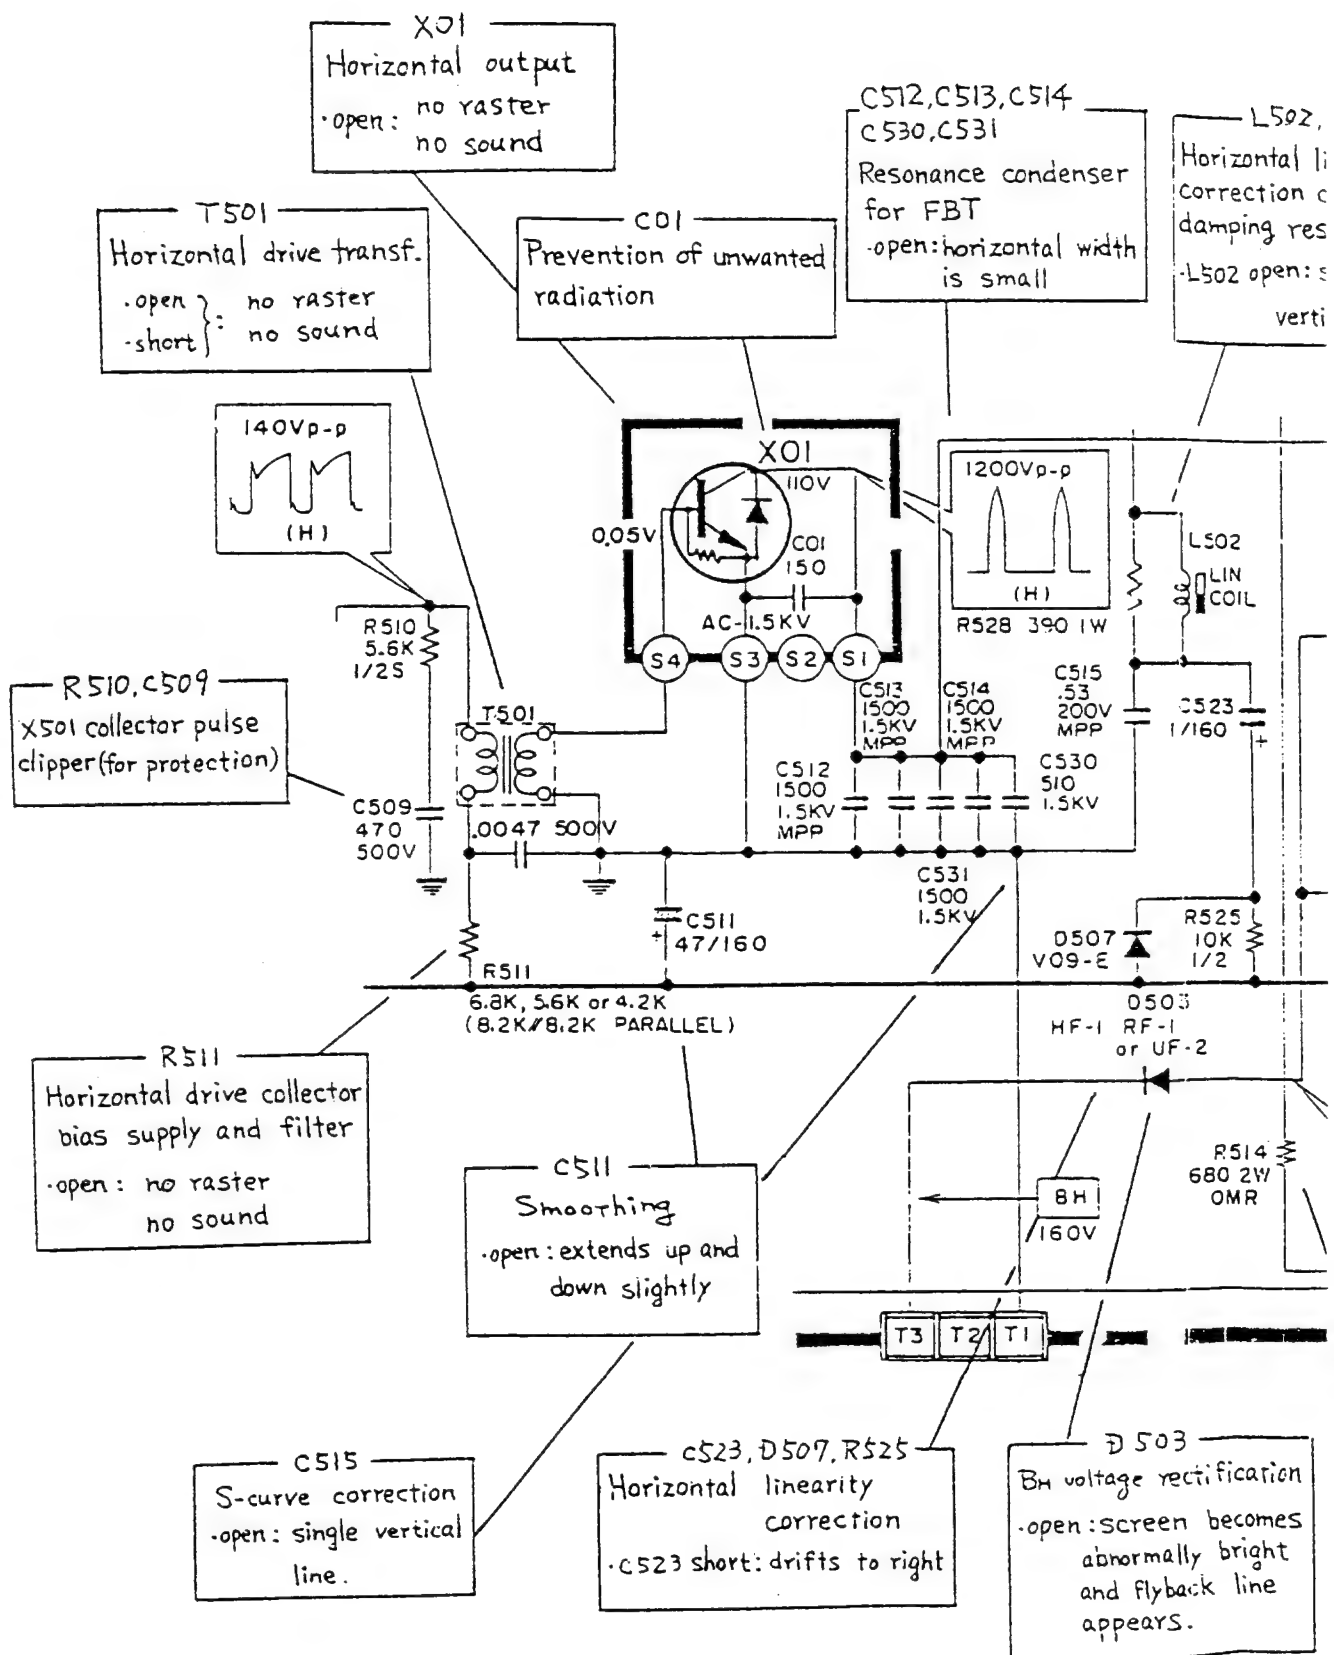 X01
Horizontal output
·open: no raster
no sound
C512, C513, C514
C530, C531
Resonance condenser
for FBT
·open: horizontal width
is small
L502,
Horizontal li
correction c
damping res
·L502 open: s
verti
T501
Horizontal drive transf.
·open
·short
: no raster
no sound
C01
Prevention of unwanted
radiation
140Vp-p
(H)
X01
110V
0.05V
C01
150
AC-1.5KV
S4
S3
S2
S1
1200Vp-p
(H)
R528 390 1W
L502
LIN
COIL
R510
5.6K
1/2S
R510, C509
X501 collector pulse
clipper (for protection)
T501
C509
470
500V
.0047 500V
C513
1500
1.5KV
MPP
C514
1500
1.5KV
MPP
C512
1500
1.5KV
MPP
C530
510
1.5KV
C515
.53
200V
MPP
C523
1/160
+
C531
1500
1.5KV
C511
47/160
+
D507
V09-E
R525
10K
1/2
R511
6.8K, 5.6K or 4.2K
(8.2K//8.2K PARALLEL)
D503
HF-1 RF-1
or UF-2
R511
Horizontal drive collector
bias supply and filter
·open: no raster
no sound
C511
Smoothing
·open: extends up and
down slightly
BH
160V
R514
680 2W
OMR
T3
T2
T1
C515
S-curve correction
·open: single vertical
line.
C523, D507, R525
Horizontal linearity
correction
·C523 short: drifts to right
D503
BH voltage rectification
·open: screen becomes
abnormally bright
and flyback line
appears.